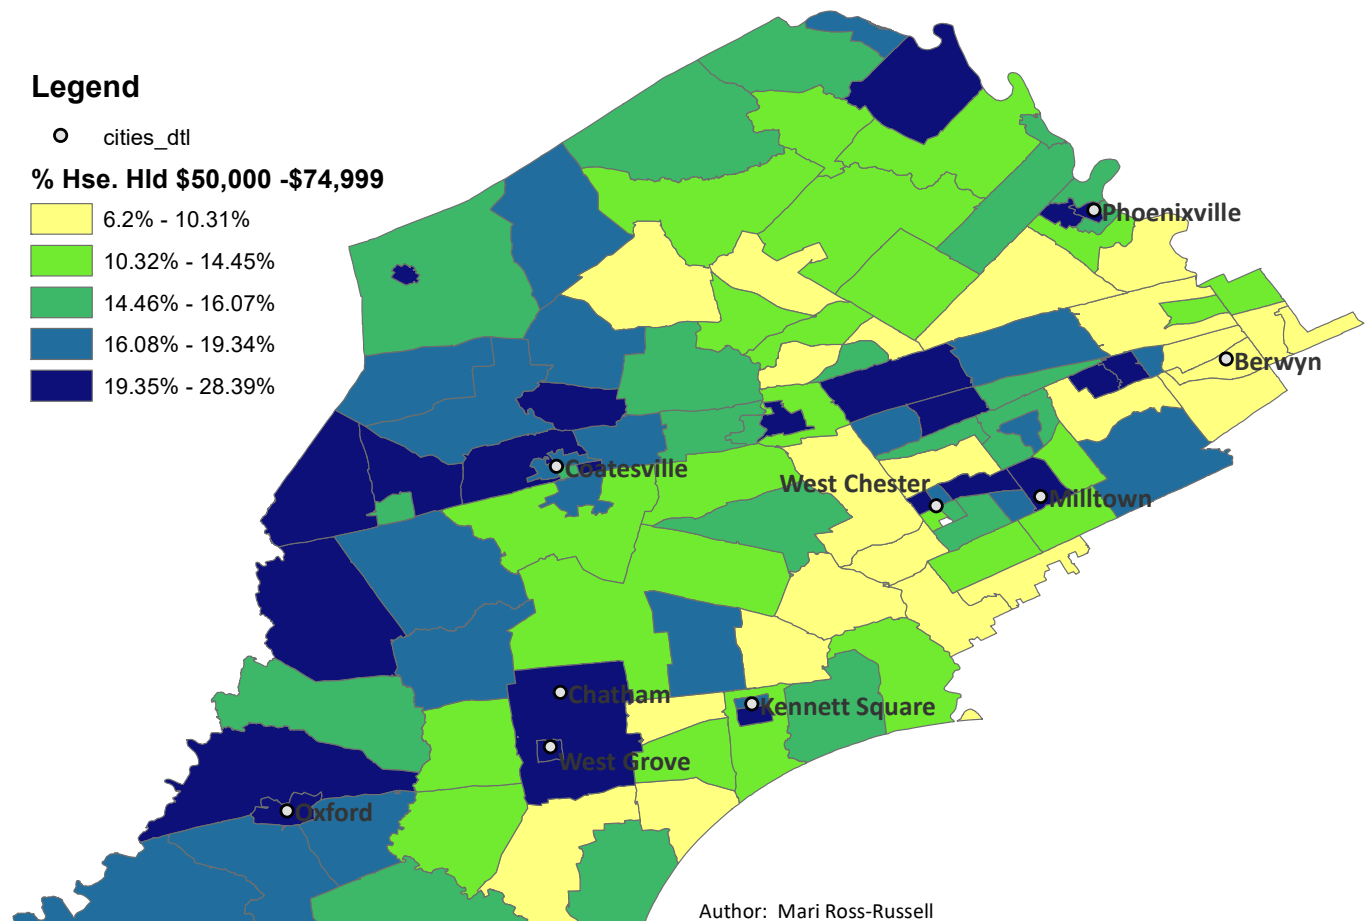 Legend
cities_dtl
% Hse. Hld $50,000 -$74,999
6.2% - 10.31%
10.32% - 14.45%
14.46% - 16.07%
16.08% - 19.34%
19.35% - 28.39%
Phoenixville
Berwyn
Coatesville
West Chester
Milltown
Chatham
Kennett Square
West Grove
Oxford
Author:  Mari Ross-Russell